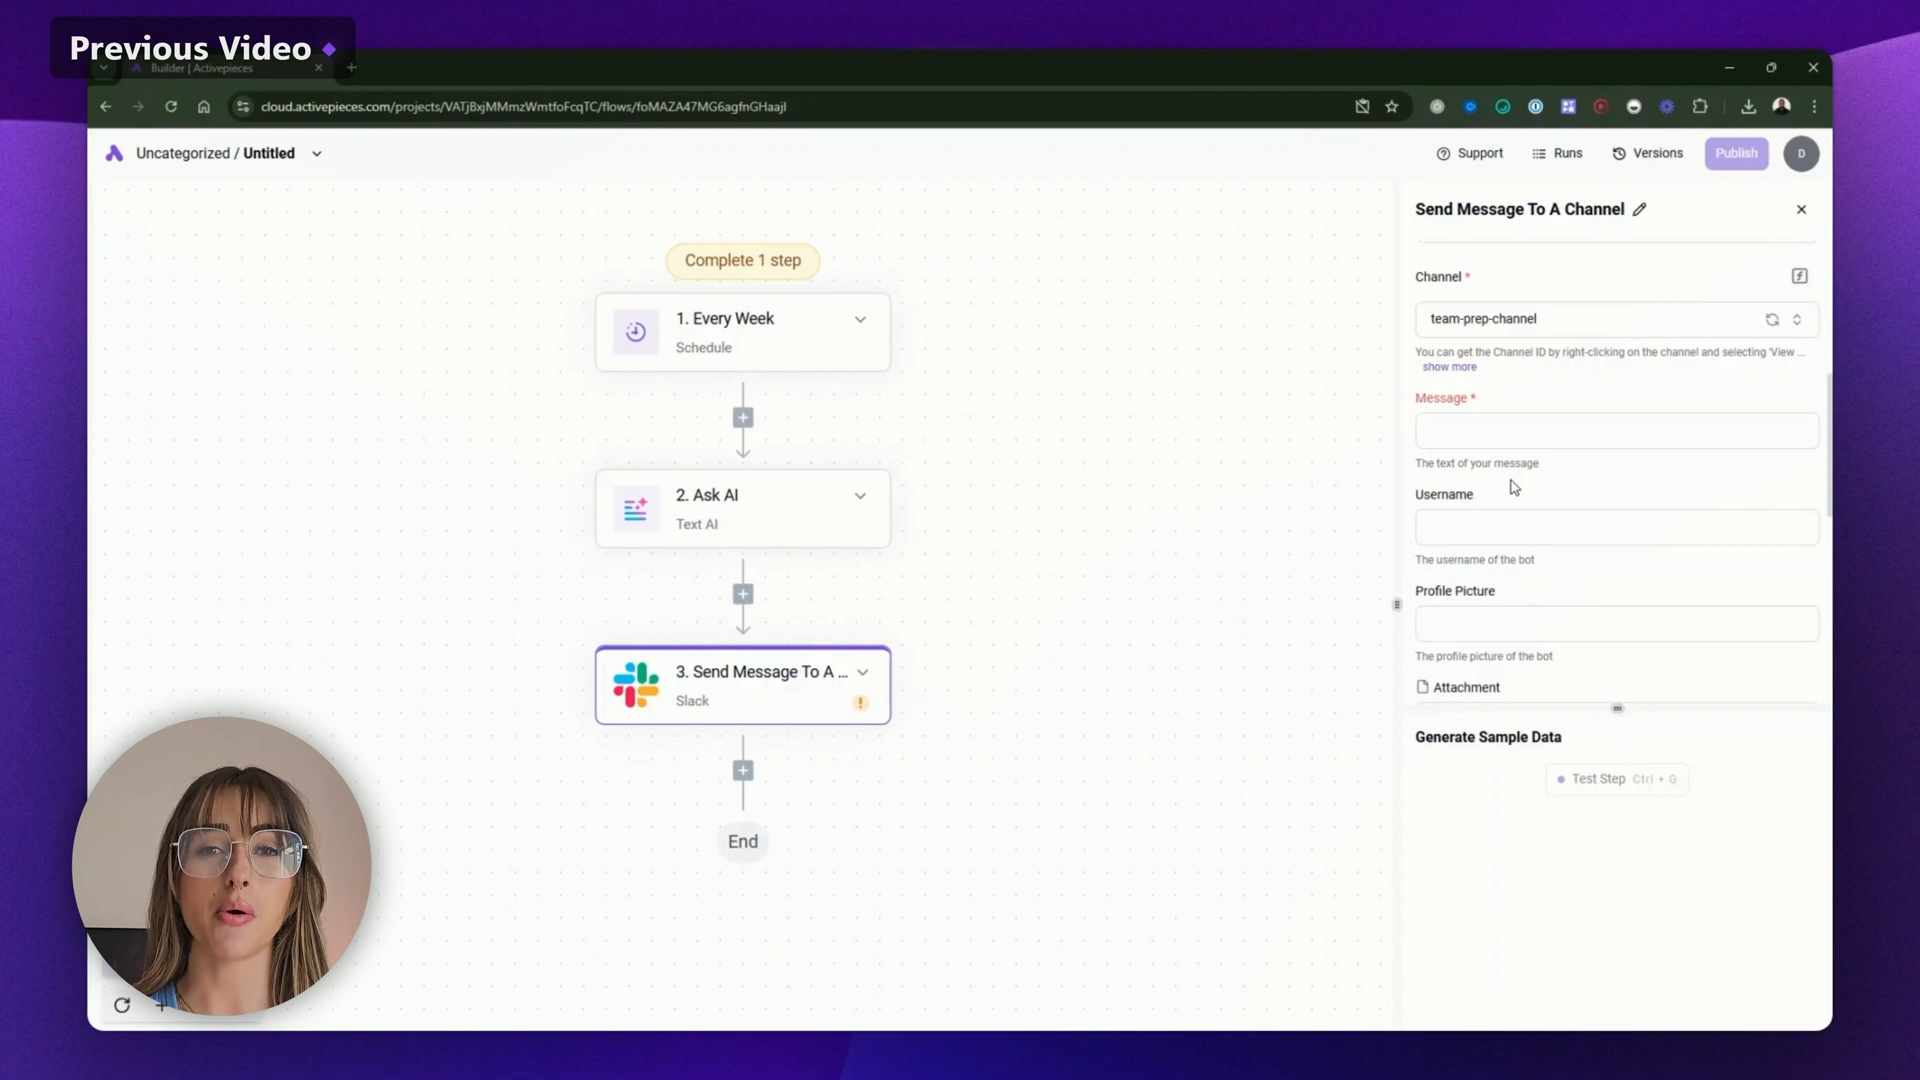 Previous Video
Builder | Activepieces
cloud.activepieces.com/projects/VATjBxjMMmzWmtfoFcqTC/flows/foMAZA47MG6agfnGHaajl
Uncategorized / Untitled
Support
Runs
Versions
Publish
D
Send Message To A Channel
Complete 1 step
Channel *
1. Every Week
Schedule
team-prep-channel
You can get the Channel ID by right-clicking on the channel and selecting 'View ...
show more
Message *
The text of your message
2. Ask AI
Text AI
Username
The username of the bot
Profile Picture
The profile picture of the bot
3. Send Message To A ...
Slack
Attachment
Generate Sample Data
Test Step Ctrl + G
End